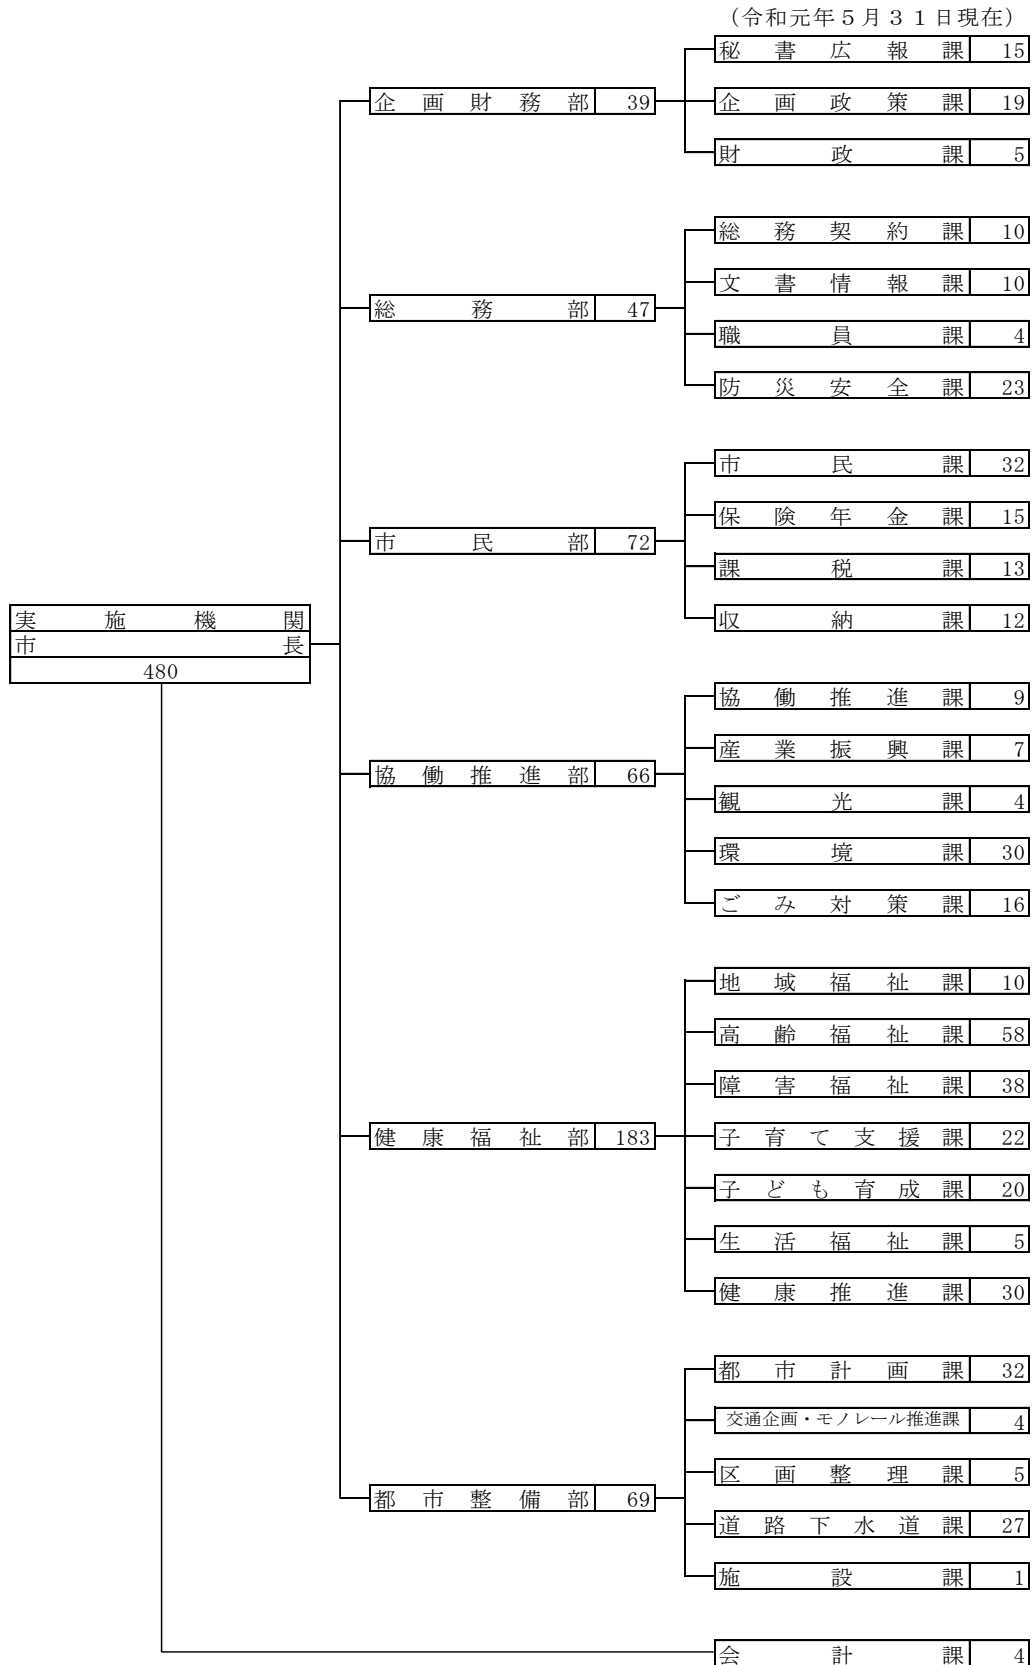 （令和元年５月３１日現在）
秘書広報課 15
企画財務部 39
企画政策課 19
財政課 5
総務契約課 10
文書情報課 10
総務部 47
職員課 4
防災安全課 23
市民課 32
保険年金課 15
市民部 72
課税課 13
収納課 12
実施機関
市長
480
協働推進課 9
産業振興課 7
協働推進部 66
観光課 4
環境課 30
ごみ対策課 16
地域福祉課 10
高齢福祉課 58
障害福祉課 38
健康福祉部 183
子育て支援課 22
子ども育成課 20
生活福祉課 5
健康推進課 30
都市計画課 32
交通企画・モノレール推進課 4
区画整理課 5
都市整備部 69
道路下水道課 27
施設課 1
会計課 4